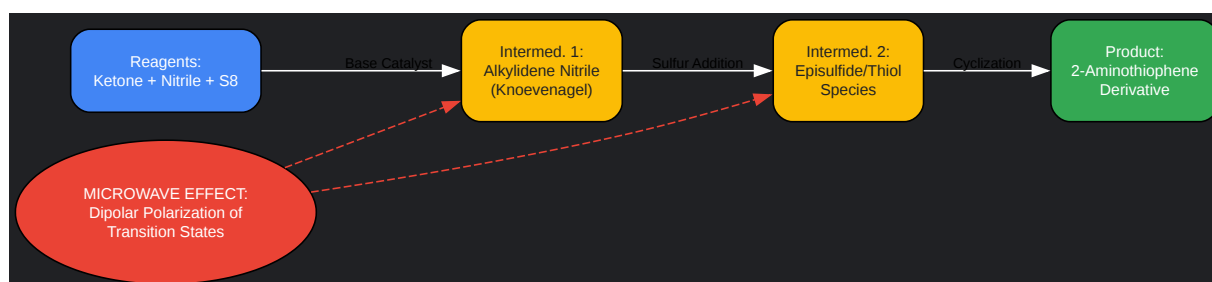 Reagents:
Ketone + Nitrile + S8
Base Catalyst
Intermed. 1:
Alkylidene Nitrile
(Knoevenagel)
Sulfur Addition
Intermed. 2:
Episulfide/Thiol
Species
Cyclization
Product:
2-Aminothiophene
Derivative
MICROWAVE EFFECT:
Dipolar Polarization of
Transition States